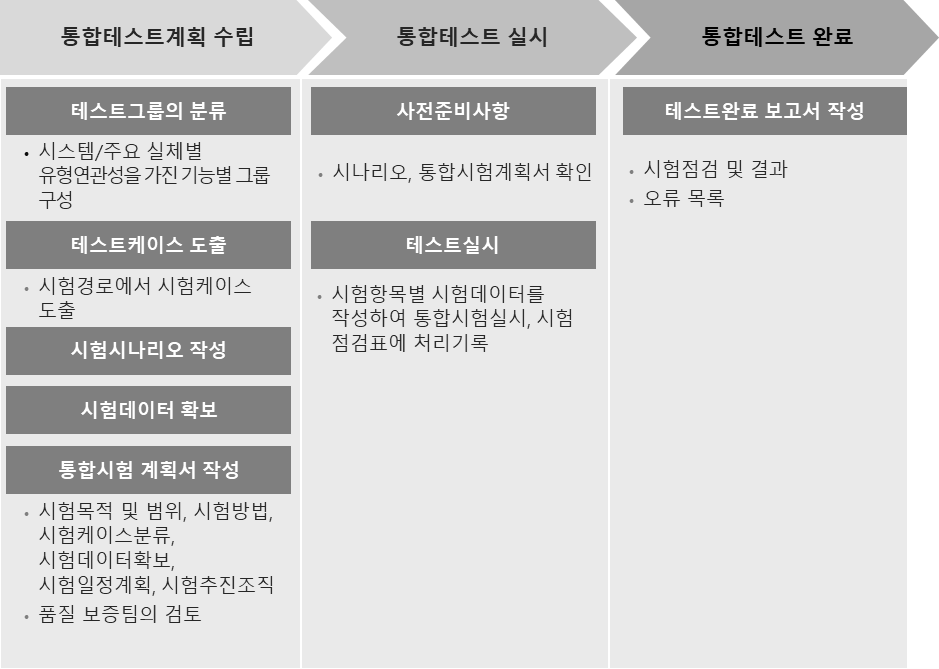 통합테스트계획 수립
통합테스트 실시
통합테스트 완료
테스트그룹의 분류
• 시스템/주요 실체별
유형연관성을 가진 기능별 그룹
구성
테스트케이스 도출
• 시험경로에서 시험케이스
도출
시험시나리오 작성
시험데이터 확보
통합시험 계획서 작성
• 시험목적 및 범위, 시험방법,
시험케이스분류,
시험데이터확보,
시험일정계획, 시험추진조직
• 품질 보증팀의 검토
사전준비사항
• 시나리오, 통합시험계획서 확인
테스트실시
• 시험항목별 시험데이터를
작성하여 통합시험실시, 시험
점검표에 처리기록
테스트완료 보고서 작성
• 시험점검 및 결과
• 오류 목록